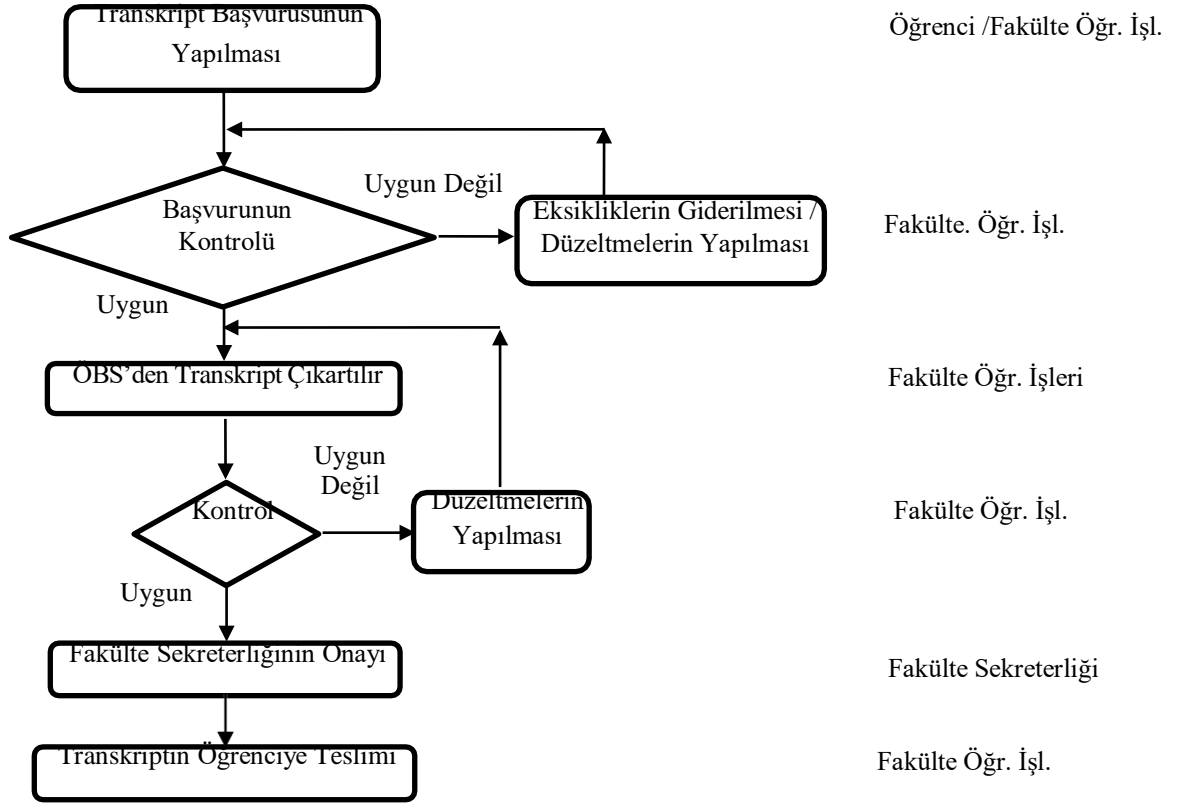 Transkript Başvurusunun
Yapılması
Öğrenci /Fakülte Öğr. İşl.
Uygun Değil
Başvurunun
Kontrolü
Eksikliklerin Giderilmesi /
Düzeltmelerin Yapılması
Fakülte. Öğr. İşl.
Uygun
ÖBS’den Transkript Çıkartılır
Fakülte Öğr. İşleri
Uygun
Değil
Kontrol
Düzeltmelerin
Yapılması
Fakülte Öğr. İşl.
Uygun
Fakülte Sekreterliğinin Onayı
Fakülte Sekreterliği
Transkriptin Öğrenciye Teslimi
Fakülte Öğr. İşl.